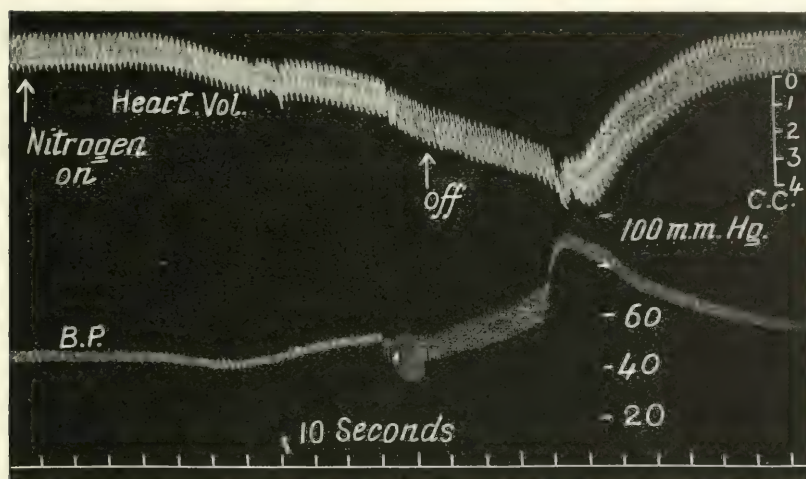 Heart. Vol.
Nitrogen
on
off
0
1
2
3
4
C.C.
100 m.m. Hg.
B.P.
60
40
20
10 Seconds